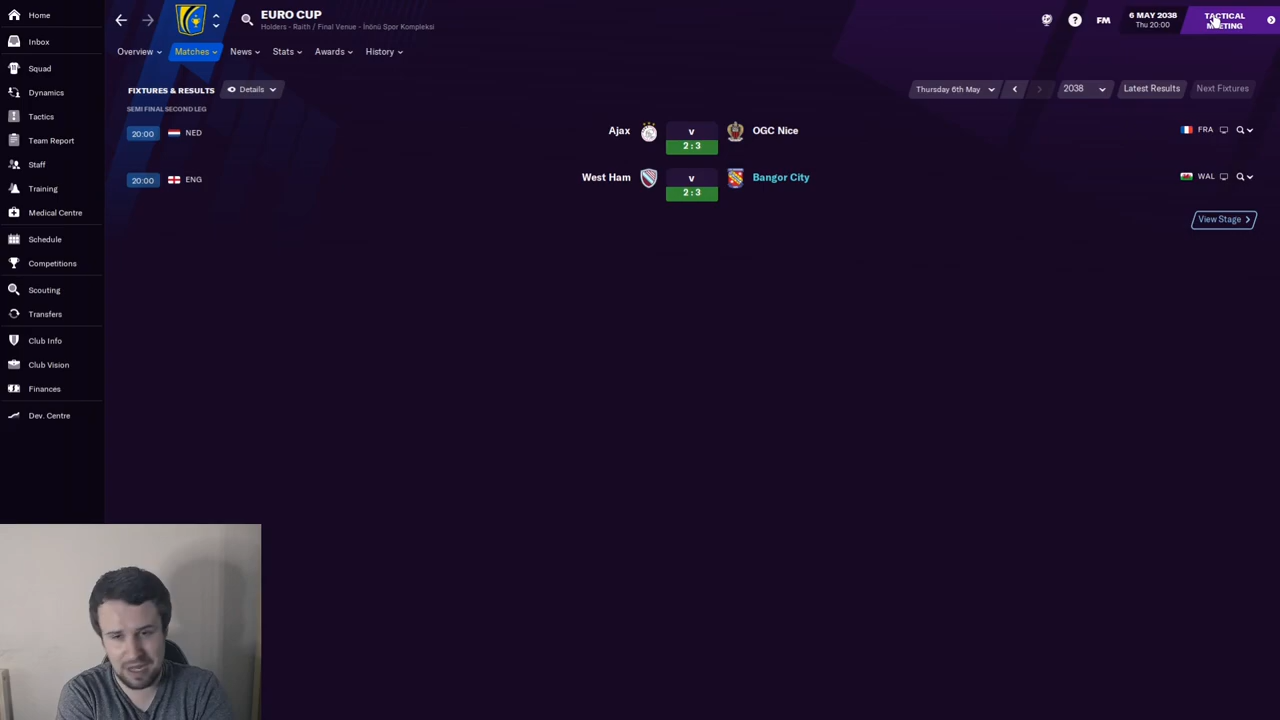 Home
Inbox
Squad
Dynamics
Tactics
Team Report
Staff
Training
Medical Centre
Schedule
Competitions
Scouting
Transfers
Club Info
Club Vision
Finances
Dev. Centre
EURO CUP
Holders - Raith / Final Venue - İnönü Spor Kompleksi
FM
6 MAY 2038
Thu 20:00
TACTICAL
MEETING
Overview
Matches
News
Stats
Awards
History
FIXTURES & RESULTS
Details
Thursday 6th May
2038
Latest Results
Next Fixtures
SEMI FINAL SECOND LEG
20:00 NED Ajax v OGC Nice FRA
2 : 3
20:00 ENG West Ham v Bangor City WAL
2 : 3
View Stage